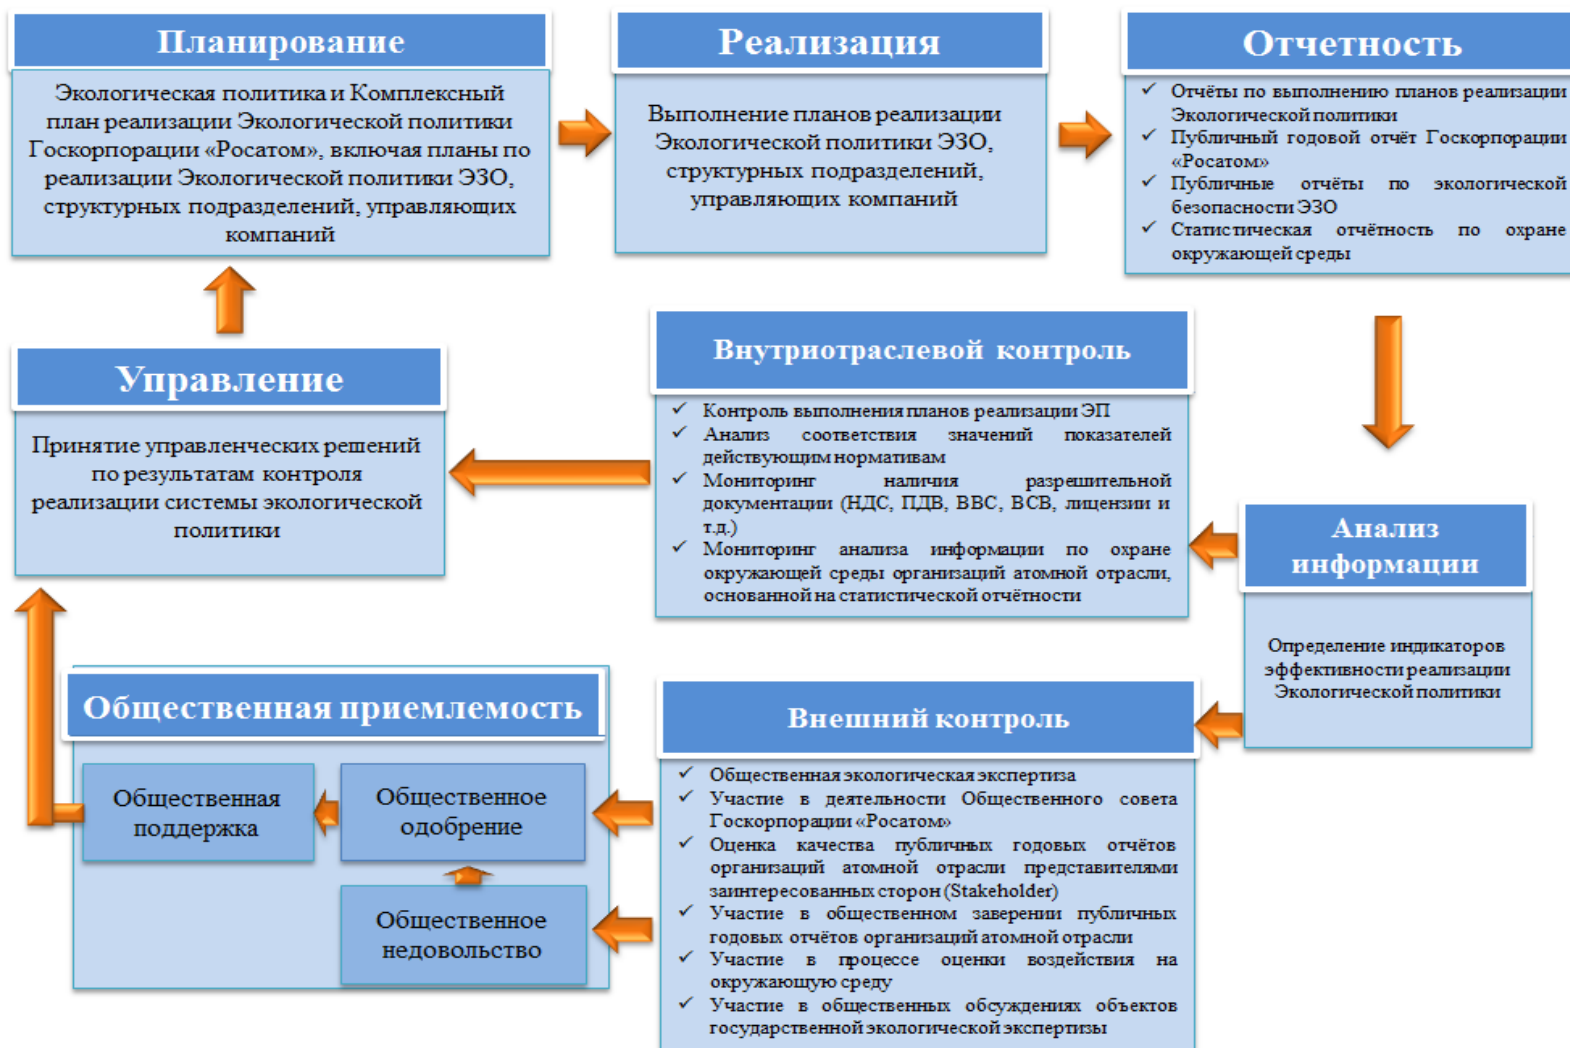 Планирование
Экологическая политика и Комплексный
план реализации Экологической политики
Госкорпорации «Росатом», включая планы по
реализации Экологической политики ЭЗО,
структурных подразделений, управляющих
компаний
Реализация
Выполнение планов реализации
Экологической политики ЭЗО,
структурных подразделений,
управляющих компаний
Отчетность
✓ Отчёты по выполнению планов реализации
Экологической политики
✓ Публичный годовой отчёт Госкорпорации
«Росатом»
✓ Публичные отчёты по экологической
безопасности ЭЗО
✓ Статистическая отчётность по охране
окружающей среды
Анализ
информации
Определение индикаторов
эффективности реализации
Экологической политики
Внутриотраслевой контроль
✓ Контроль выполнения планов реализации ЭП
✓ Анализ соответствия значений показателей
действующим нормативам
✓ Мониторинг наличия разрешительной
документации (НДС, ПДВ, ВВС, ВСВ, лицензии и
т.д.)
✓ Мониторинг анализа информации по охране
окружающей среды организаций атомной отрасли,
основанной на статистической отчётности
Управление
Принятие управленческих решений
по результатам контроля
реализации системы экологической
политики
Внешний контроль
✓ Общественная экологическая экспертиза
✓ Участие в деятельности Общественного совета
Госкорпорации «Росатом»
✓ Оценка качества публичных годовых отчётов
организаций атомной отрасли представителями
заинтересованных сторон (Stakeholder)
✓ Участие в общественном заверении публичных
годовых отчётов организаций атомной отрасли
✓ Участие в процессе оценки воздействия на
окружающую среду
✓ Участие в общественных обсуждениях объектов
государственной экологической экспертизы
Общественная приемлемость
Общественная
поддержка
Общественное
одобрение
Общественное
недовольство